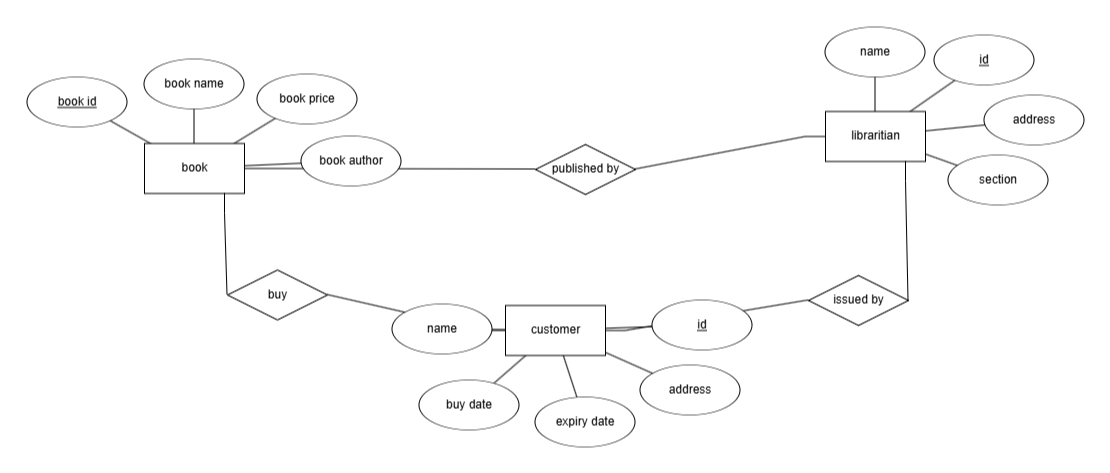 name
id
book name
book id
book price
address
libraritian
book author
book
published by
section
buy
issued by
name
customer
id
address
buy date
expiry date